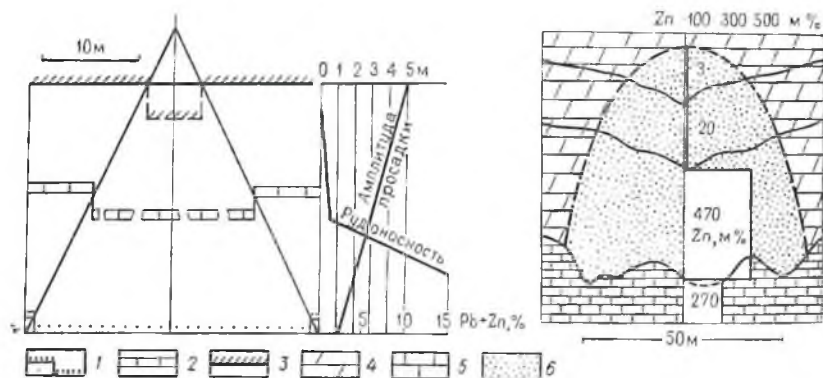 10м
0 1 2 3 4 5м
Амплитуда просадки
Рудоносность
5 10 15 Pb+Zn,%
Zn 100 300 500 м %
3
20
470
Zn, м%
270
50м
1 2 3 4 5 6